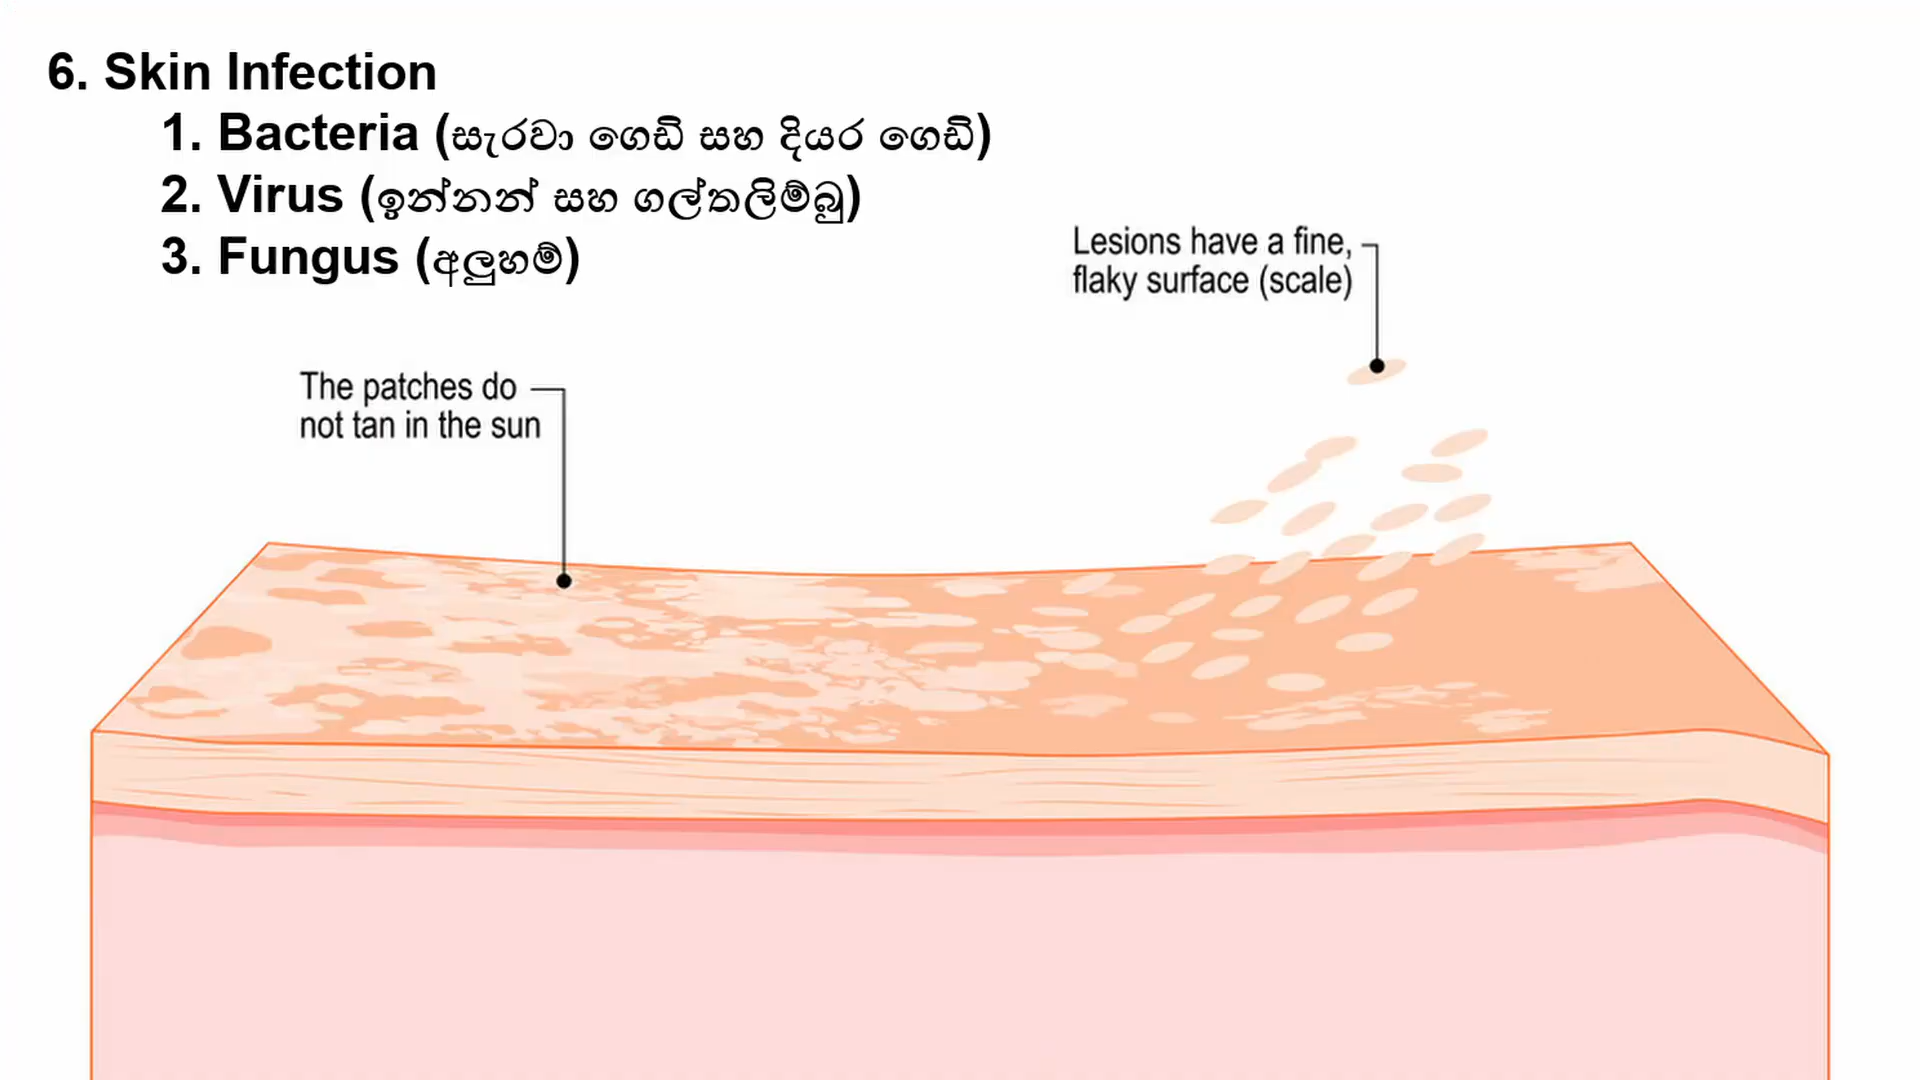 6. Skin Infection
1. Bacteria (සැරවා ගෙඩි සහ දියර ගෙඩි)
2. Virus (ඉන්නන් සහ ගල්තලිම්බු)
3. Fungus (අලුහම්)
Lesions have a fine,
flaky surface (scale)
The patches do
not tan in the sun